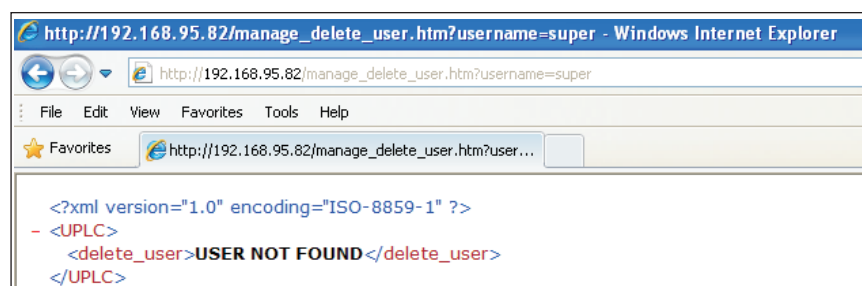 http://192.168.95.82/manage_delete_user.htm?username=super - Windows Internet Explorer
http://192.168.95.82/manage_delete_user.htm?username=super
File Edit View Favorites Tools Help
Favorites http://192.168.95.82/manage_delete_user.htm?user...
<?xml version="1.0" encoding="ISO-8859-1" ?>
– <UPLC>
<delete_user>USER NOT FOUND</delete_user>
</UPLC>